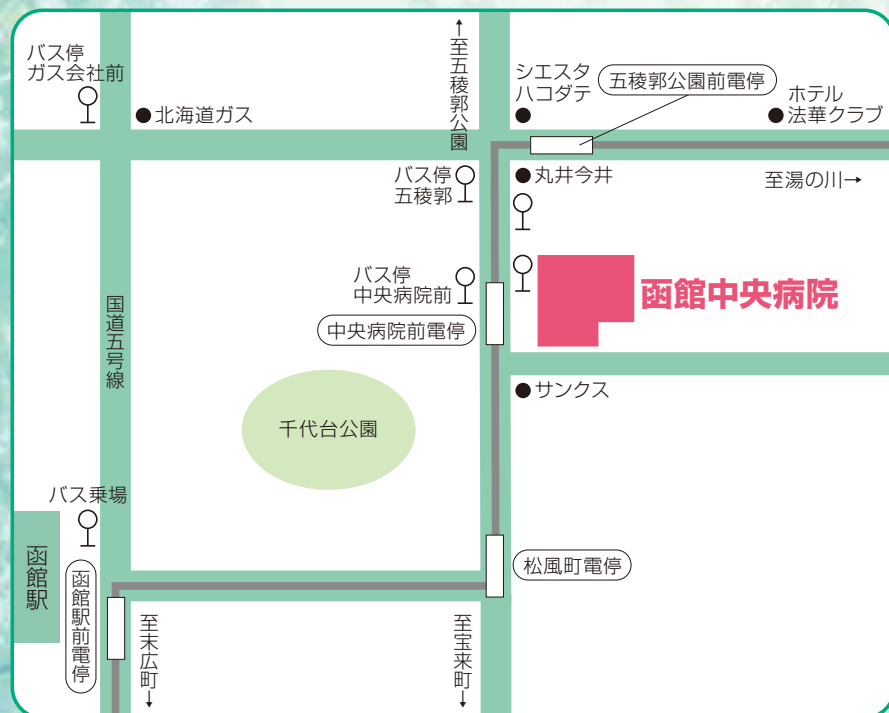 バス停
ガス会社前
北海道ガス
↑至五稜郭公園
シエスタ
ハコダテ
五稜郭公園前電停
ホテル
法華クラブ
バス停
五稜郭
丸井今井
至湯の川→
バス停
中央病院前
函館中央病院
中央病院前電停
国道五号線
サンクス
千代台公園
バス乗場
函館駅
函館駅前電停
松風町電停
至末広町↓
至宝来町↓